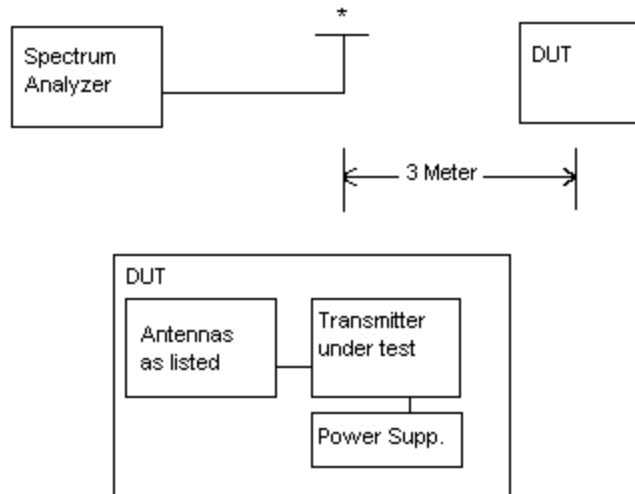 *
Spectrum
Analyzer
DUT
3 Meter
DUT
Antennas
as listed
Transmitter
under test
Power Supp.